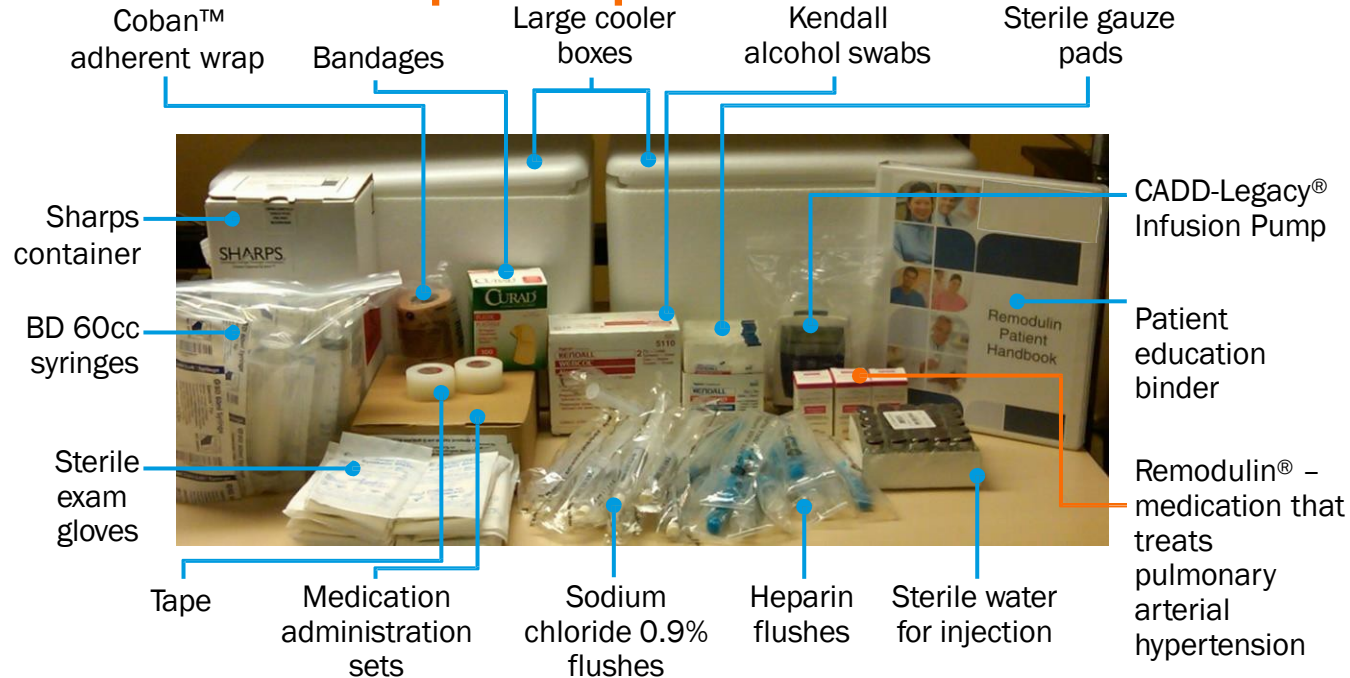 Coban™
adherent wrap
Bandages
Large cooler
boxes
Kendall
alcohol swabs
Sterile gauze
pads
Sharps
container
BD 60cc
syringes
Sterile
exam
gloves
CADD-Legacy®
Infusion Pump
Patient
education
binder
Remodulin® –
medication that
treats
pulmonary
arterial
hypertension
Tape
Medication
administration
sets
Sodium
chloride 0.9%
flushes
Heparin
flushes
Sterile water
for injection
SHARPS
CURAD
5110
KENDALL
WEBCOL
KENDALL
Remodulin
Patient
Handbook